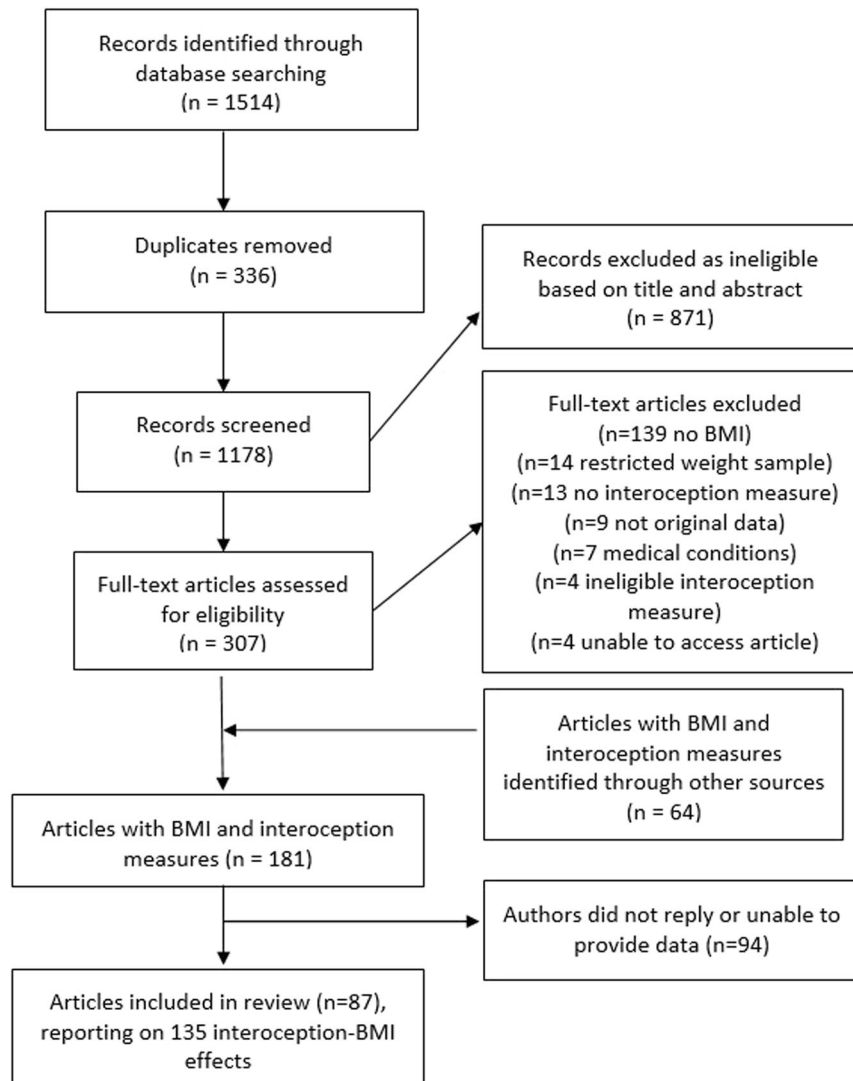 Records identified through
database searching
(n = 1514)
Duplicates removed
(n = 336)
Records excluded as ineligible
based on title and abstract
(n = 871)
Records screened
(n = 1178)
Full-text articles excluded
(n=139 no BMI)
(n=14 restricted weight sample)
(n=13 no interoception measure)
(n=9 not original data)
(n=7 medical conditions)
(n=4 ineligible interoception
measure)
(n=4 unable to access article)
Full-text articles assessed
for eligibility
(n = 307)
Articles with BMI and
interoception measures
identified through other sources
(n = 64)
Articles with BMI and interoception
measures (n = 181)
Authors did not reply or unable to
provide data (n=94)
Articles included in review (n=87),
reporting on 135 interoception-BMI
effects